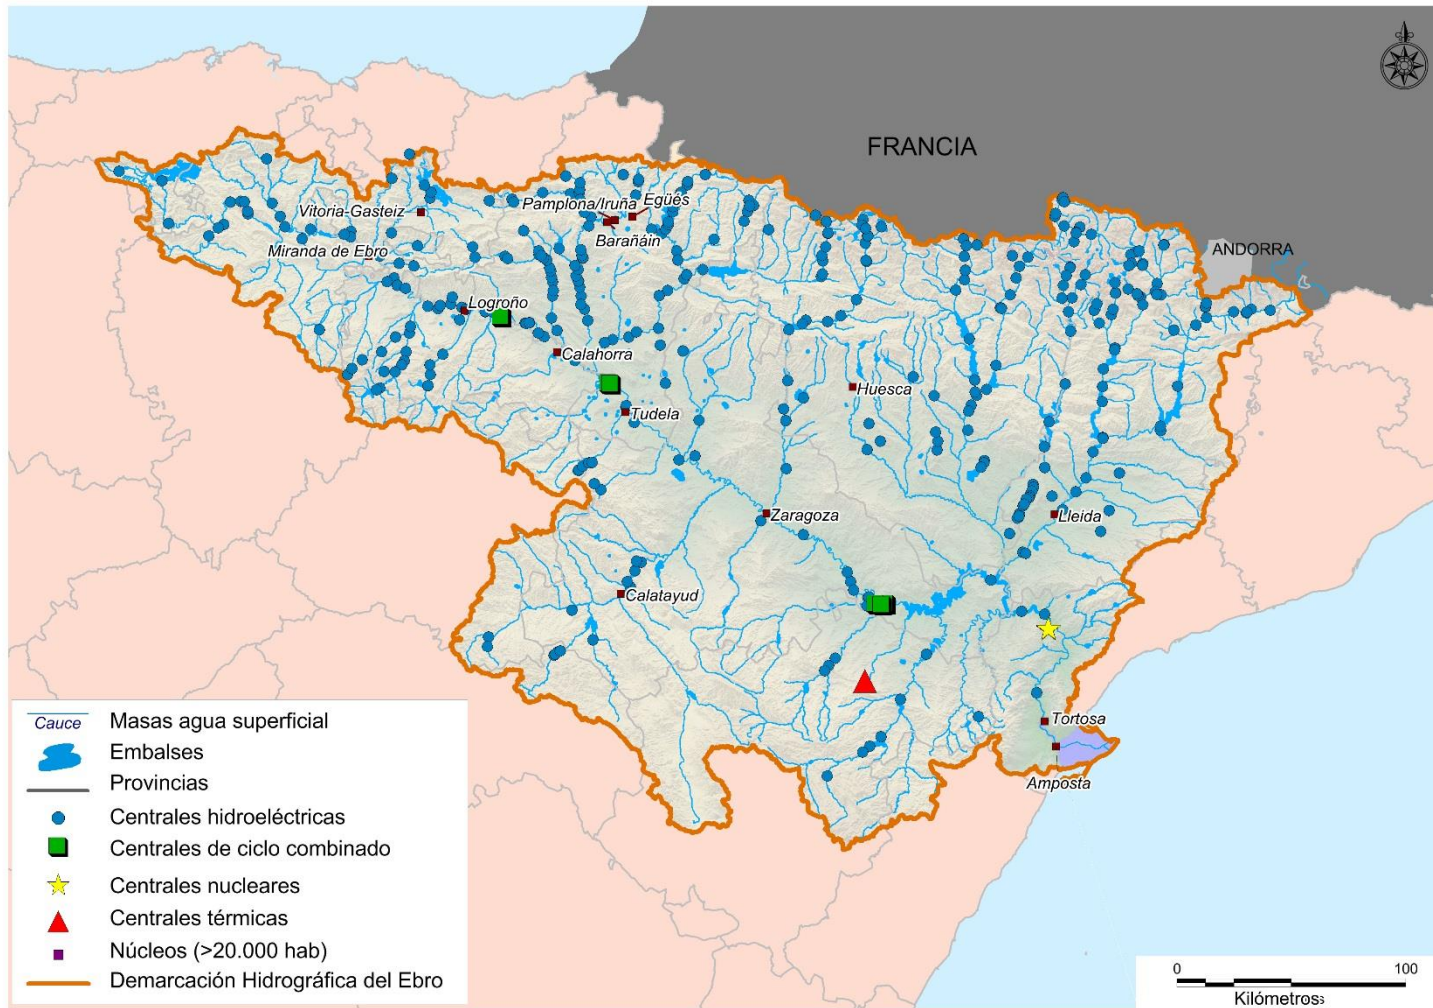 FRANCIA
ANDORRA
Vitoria-Gasteiz
Pamplona/Iruña
Egüés
Barañáin
Miranda de Ebro
Logroño
Calahorra
Huesca
Tudela
Zaragoza
Lleida
Calatayud
Tortosa
Amposta
Cauce Masas agua superficial
Embalses
Provincias
Centrales hidroeléctricas
Centrales de ciclo combinado
Centrales nucleares
Centrales térmicas
Núcleos (>20.000 hab)
Demarcación Hidrográfica del Ebro
0 100
Kilómetros